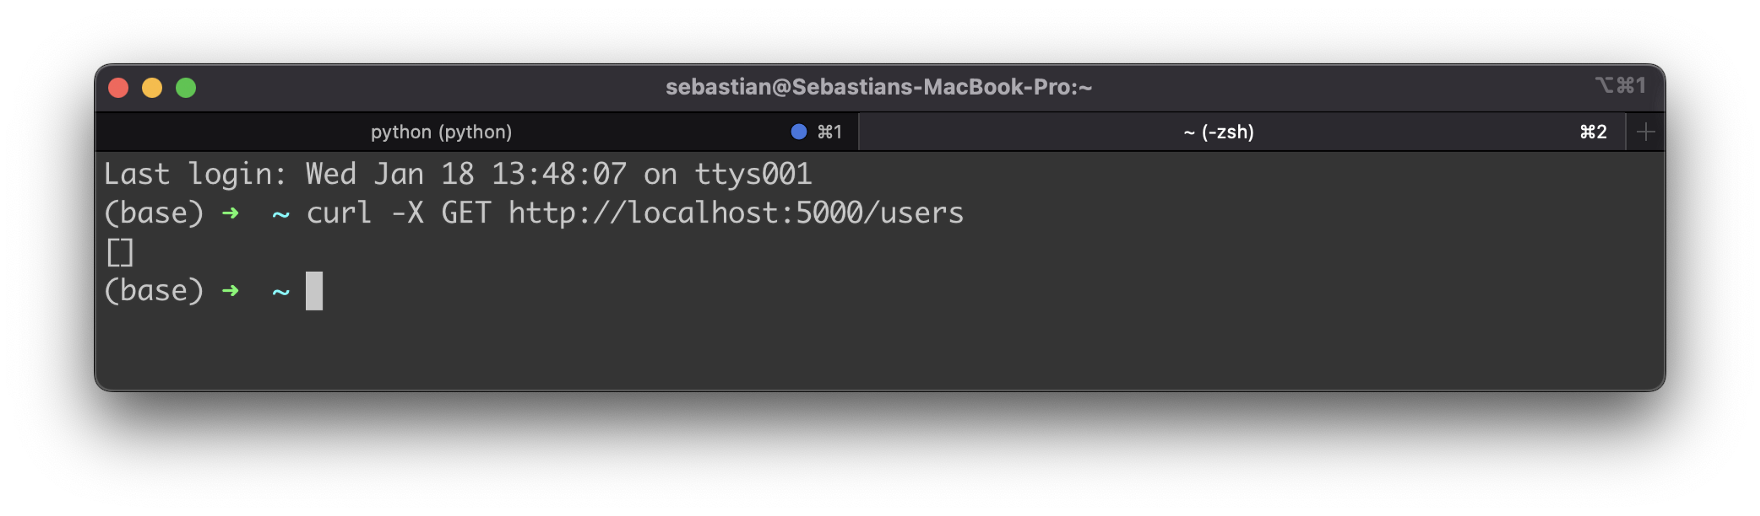 sebastian@Sebastians-MacBook-Pro:~ ⌥⌘1
python (python) ⌘1 ~ (-zsh) ⌘2 +
Last login: Wed Jan 18 13:48:07 on ttys001
(base) ➜ ~ curl -X GET http://localhost:5000/users
[]
(base) ➜ ~